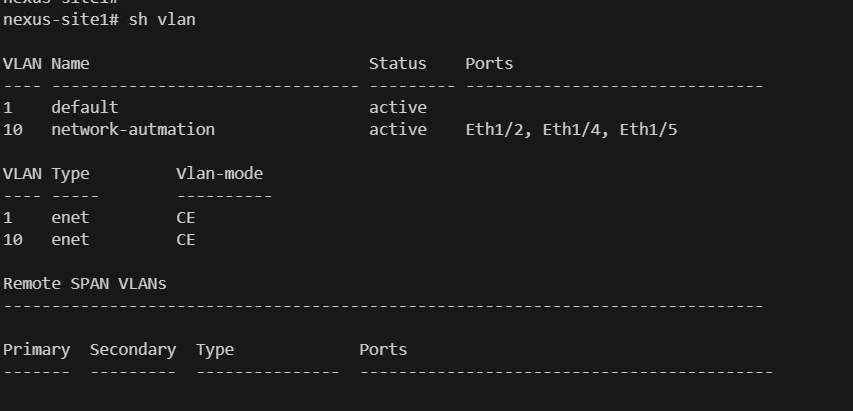 nexus-site1#
nexus-site1# sh vlan
VLAN Name                             Status    Ports
---- -------------------------------- --------- -------------------------------
1    default                          active
10   network-autmation                active    Eth1/2, Eth1/4, Eth1/5
VLAN Type         Vlan-mode
---- -----        ----------
1    enet         CE
10   enet         CE
Remote SPAN VLANs
-------------------------------------------------------------------------------
Primary  Secondary  Type             Ports
-------  ---------  ---------------  -------------------------------------------